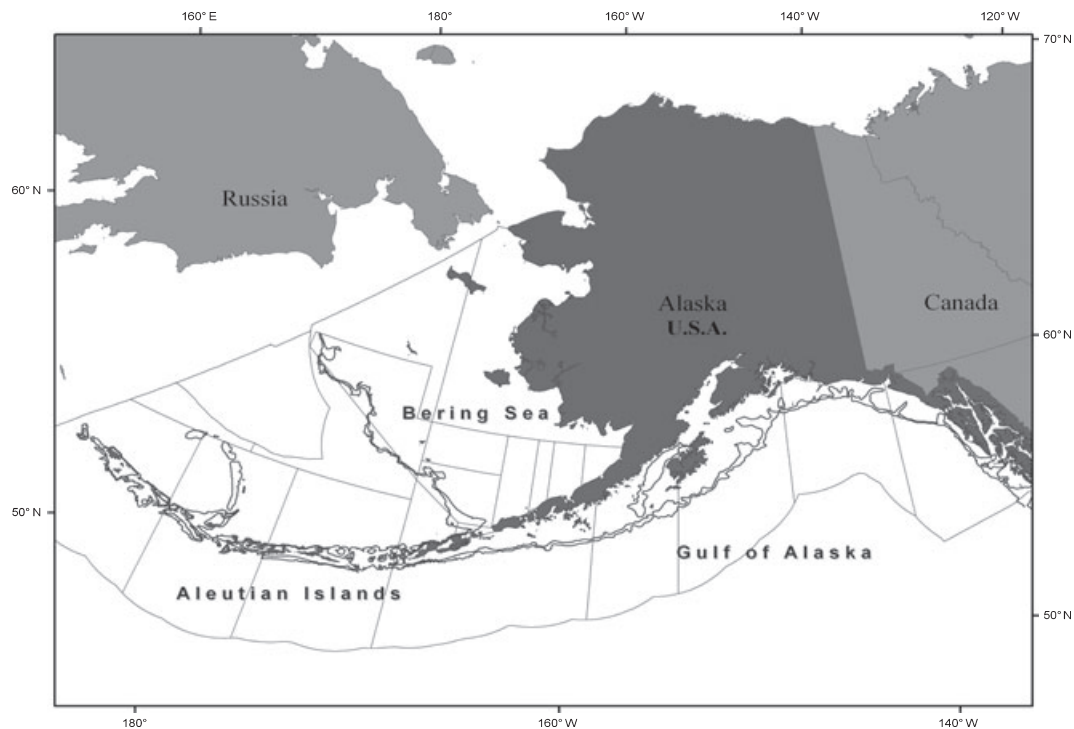 160° E 180° 160° W 140° W 120° W
70° N
60° N
Russia
Alaska
U.S.A.
Canada
60° N
Bering Sea
50° N
Gulf of Alaska
Aleutian Islands
50° N
180° 160° W 140° W